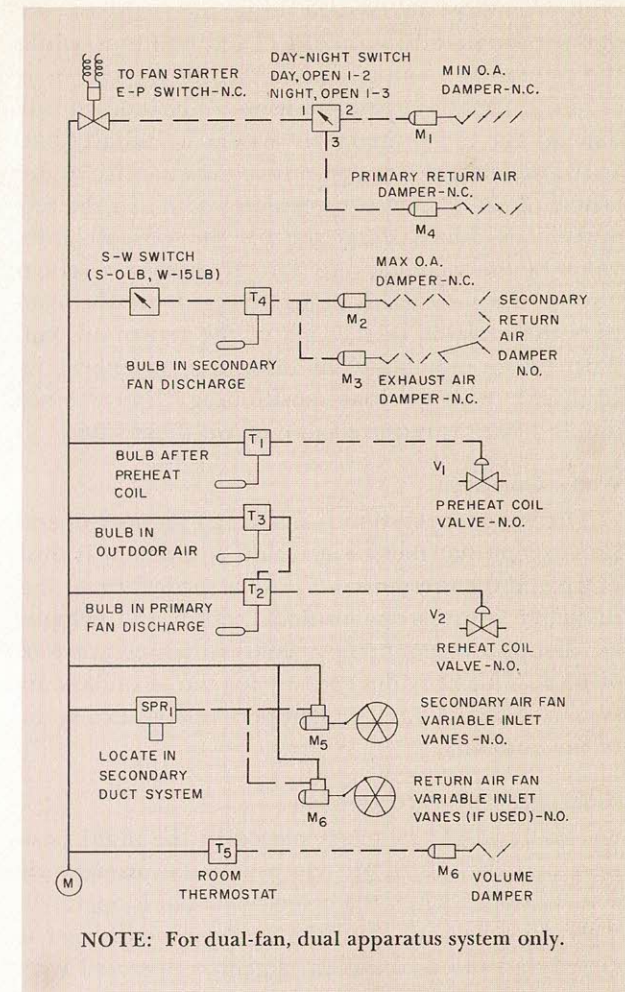 TO FAN STARTER
E-P SWITCH-N.C.
DAY-NIGHT SWITCH
DAY, OPEN 1-2
NIGHT, OPEN 1-3
1
2
3
MIN O.A.
DAMPER-N.C.
M1
PRIMARY RETURN AIR
DAMPER-N.C.
M4
S-W SWITCH
(S-0LB, W-15LB)
T4
BULB IN SECONDARY
FAN DISCHARGE
MAX O.A.
DAMPER-N.C.
M2
SECONDARY
RETURN
AIR
DAMPER
N.O.
M3
EXHAUST AIR
DAMPER-N.C.
T1
BULB AFTER
PREHEAT
COIL
V1
PREHEAT COIL
VALVE-N.O.
T3
BULB IN
OUTDOOR AIR
T2
BULB IN PRIMARY
FAN DISCHARGE
V2
REHEAT COIL
VALVE-N.O.
SPR1
LOCATE IN
SECONDARY
DUCT SYSTEM
M5
SECONDARY AIR FAN
VARIABLE INLET
VANES-N.O.
M6
RETURN AIR FAN
VARIABLE INLET
VANES (IF USED)-N.O.
T5
ROOM
THERMOSTAT
M6
VOLUME
DAMPER
M
NOTE: For dual-fan, dual apparatus system only.